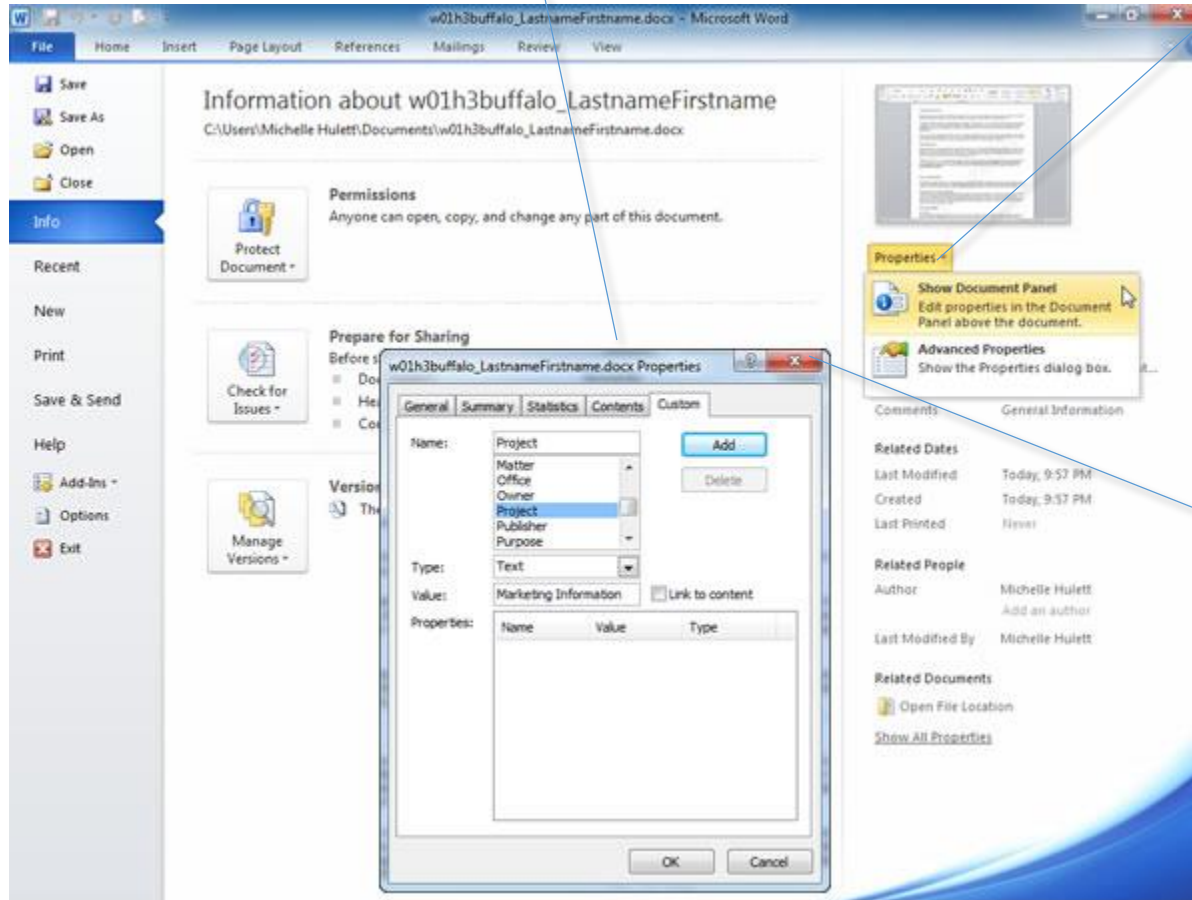 W
w01h3buffalo_LastnameFirstname.docx - Microsoft Word
File Home Insert Page Layout References Mailings Review View
Save
Save As
Open
Close
Info
Recent
New
Print
Save & Send
Help
Add-Ins
Options
Exit
Information about w01h3buffalo_LastnameFirstname
C:\Users\Michelle Hulett\Documents\w01h3buffalo_LastnameFirstname.docx
Protect
Document
Permissions
Anyone can open, copy, and change any part of this document.
Check for
Issues
Prepare for Sharing
Before s
Do
Hea
Co
Manage
Versions
Version
Th
w01h3buffalo_LastnameFirstname.docx Properties
General Summary Statistics Contents Custom
Name: Project Add
Matter
Office Delete
Owner
Project
Publisher
Purpose
Type: Text
Value: Marketing Information Link to content
Properties: Name Value Type
OK Cancel
Properties
Show Document Panel
Edit properties in the Document
Panel above the document.
Advanced Properties
Show the Properties dialog box.
Comments General Information
Related Dates
Last Modified Today, 9:57 PM
Created Today, 9:57 PM
Last Printed Never
Related People
Author Michelle Hulett
Add an author
Last Modified By Michelle Hulett
Related Documents
Open File Location
Show All Properties